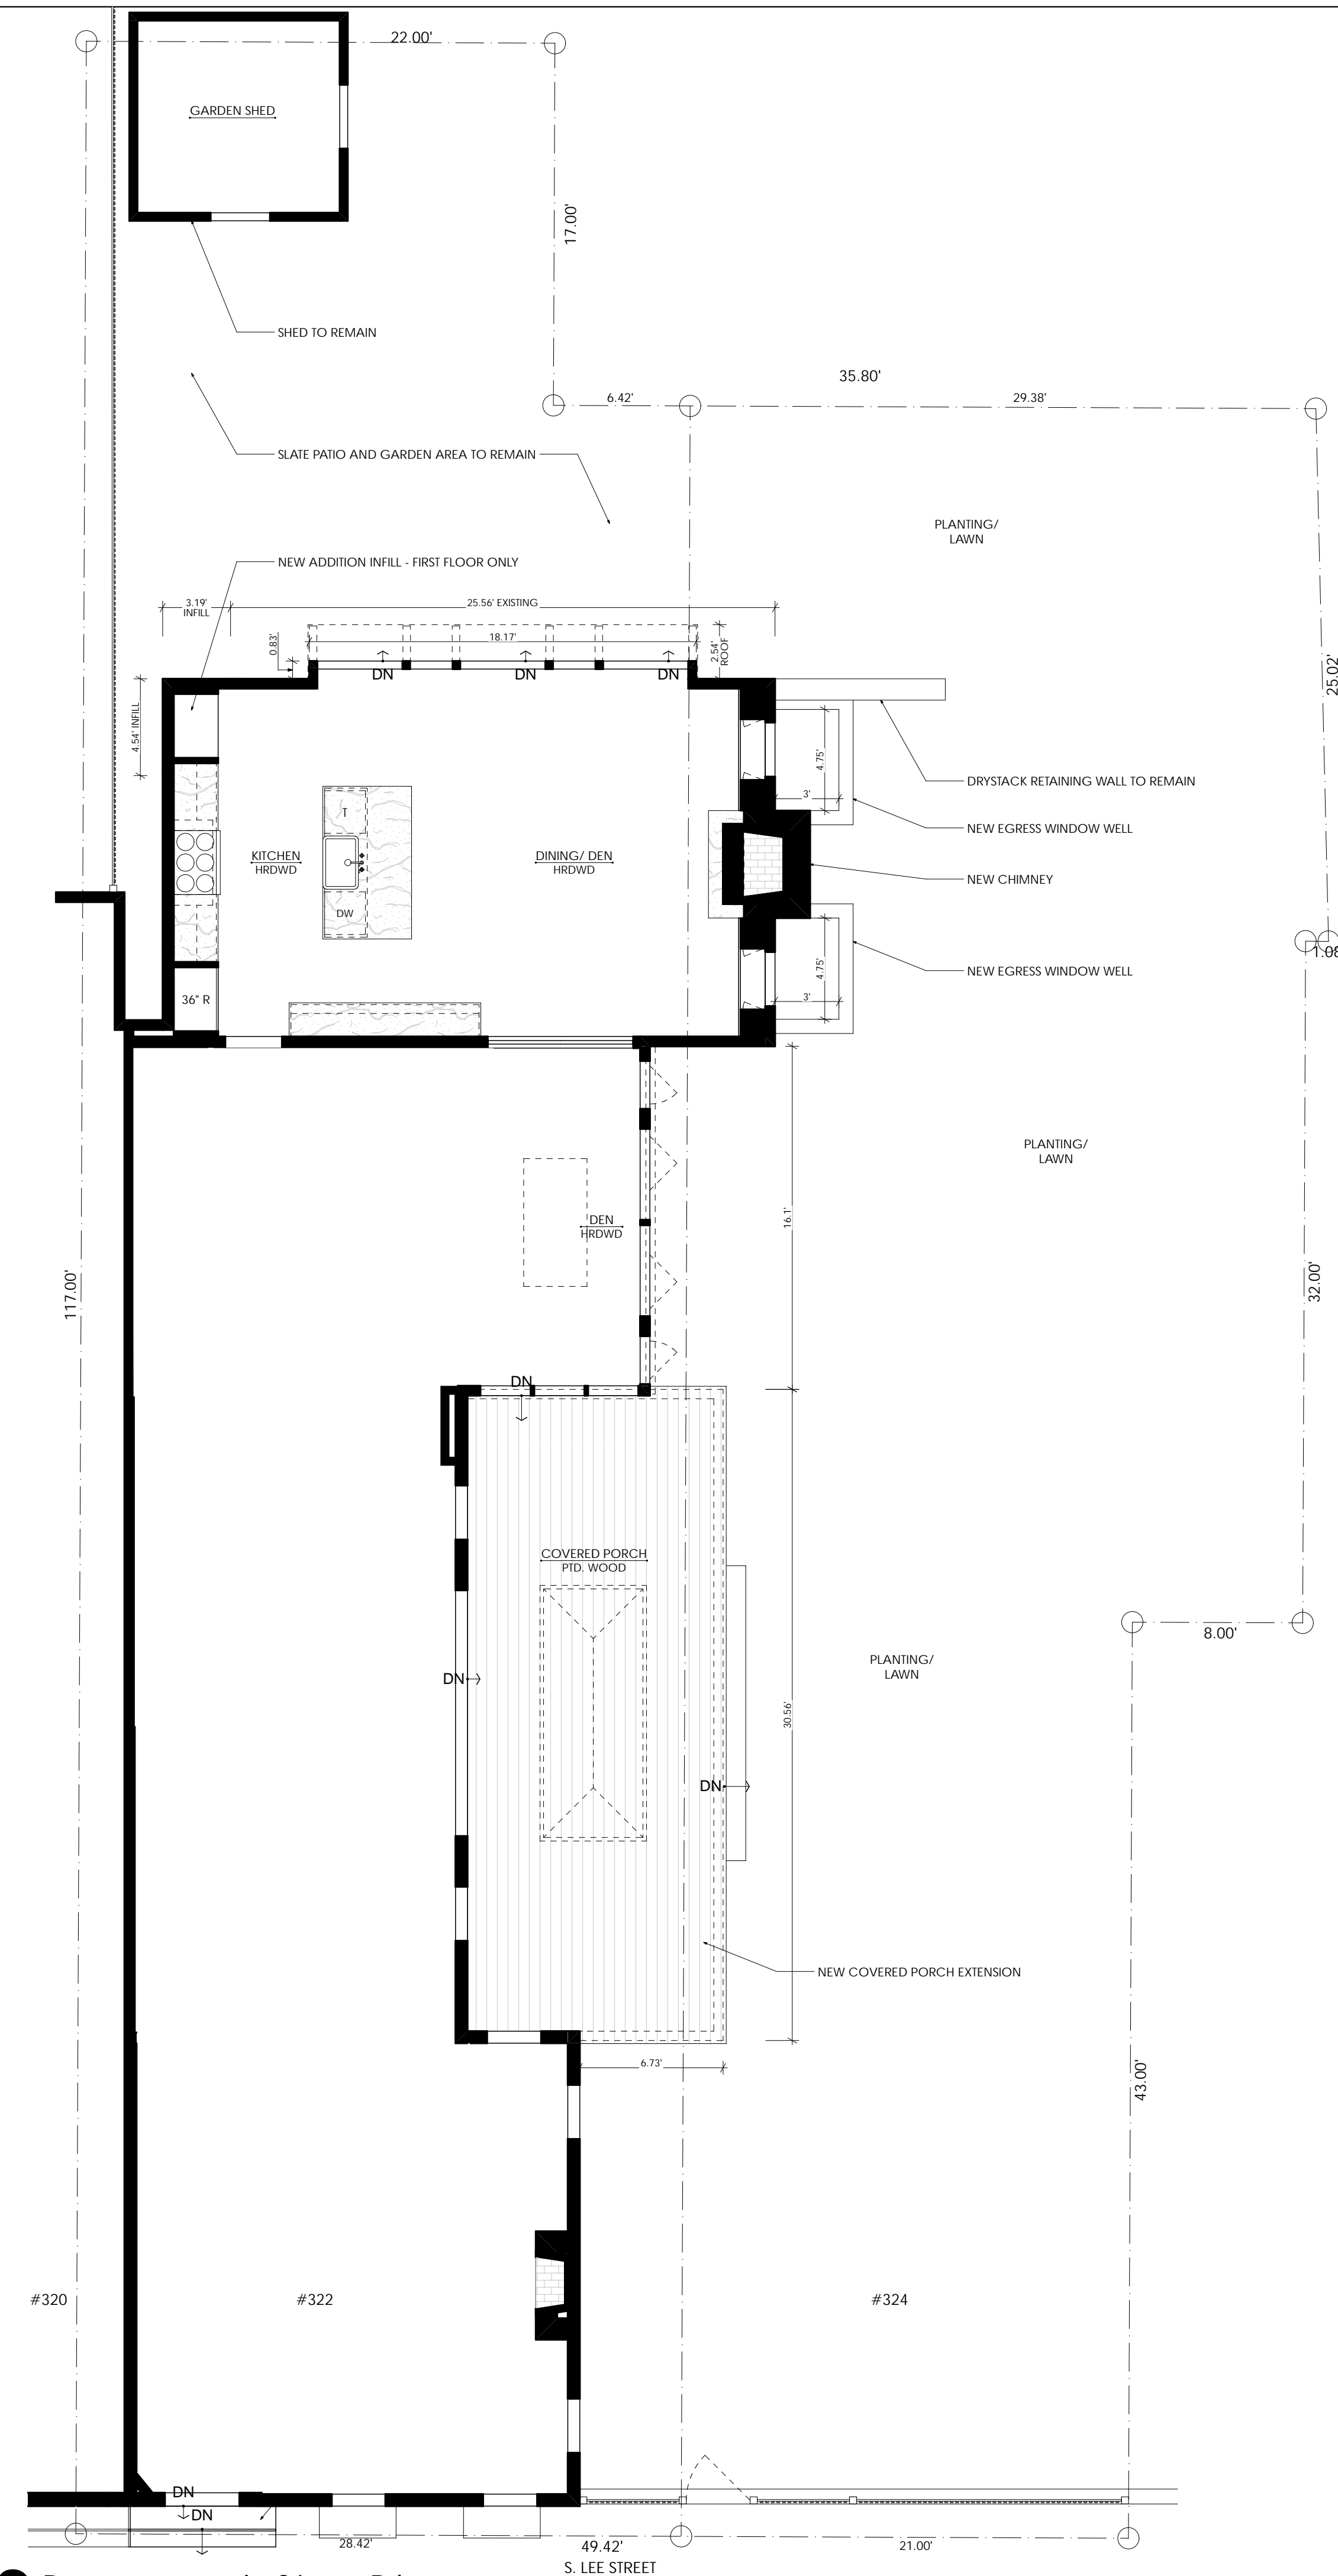 22.00'
GARDEN SHED
17.00'
SHED TO REMAIN
35.80'
6.42'
29.38'
SLATE PATIO AND GARDEN AREA TO REMAIN
PLANTING/
LAWN
NEW ADDITION INFILL - FIRST FLOOR ONLY
3.19'
INFILL
25.56' EXISTING
0.83'
18.17'
2.54'
ROOF
25.02'
DN
DN
DN
4.54' INFILL
4.75'
3'
DRYSTACK RETAINING WALL TO REMAIN
T
NEW EGRESS WINDOW WELL
KITCHEN
HRDWD
DINING/ DEN
HRDWD
NEW CHIMNEY
DW
1.08
4.75'
NEW EGRESS WINDOW WELL
36" R
3'
PLANTING/
LAWN
16.1'
DEN
HRDWD
117.00'
32.00'
DN
COVERED PORCH
PTD. WOOD
8.00'
PLANTING/
LAWN
DN
30.56'
DN
NEW COVERED PORCH EXTENSION
6.73'
43.00'
#320
#322
#324
DN
DN
28.42'
49.42'
21.00'
S. LEE STREET